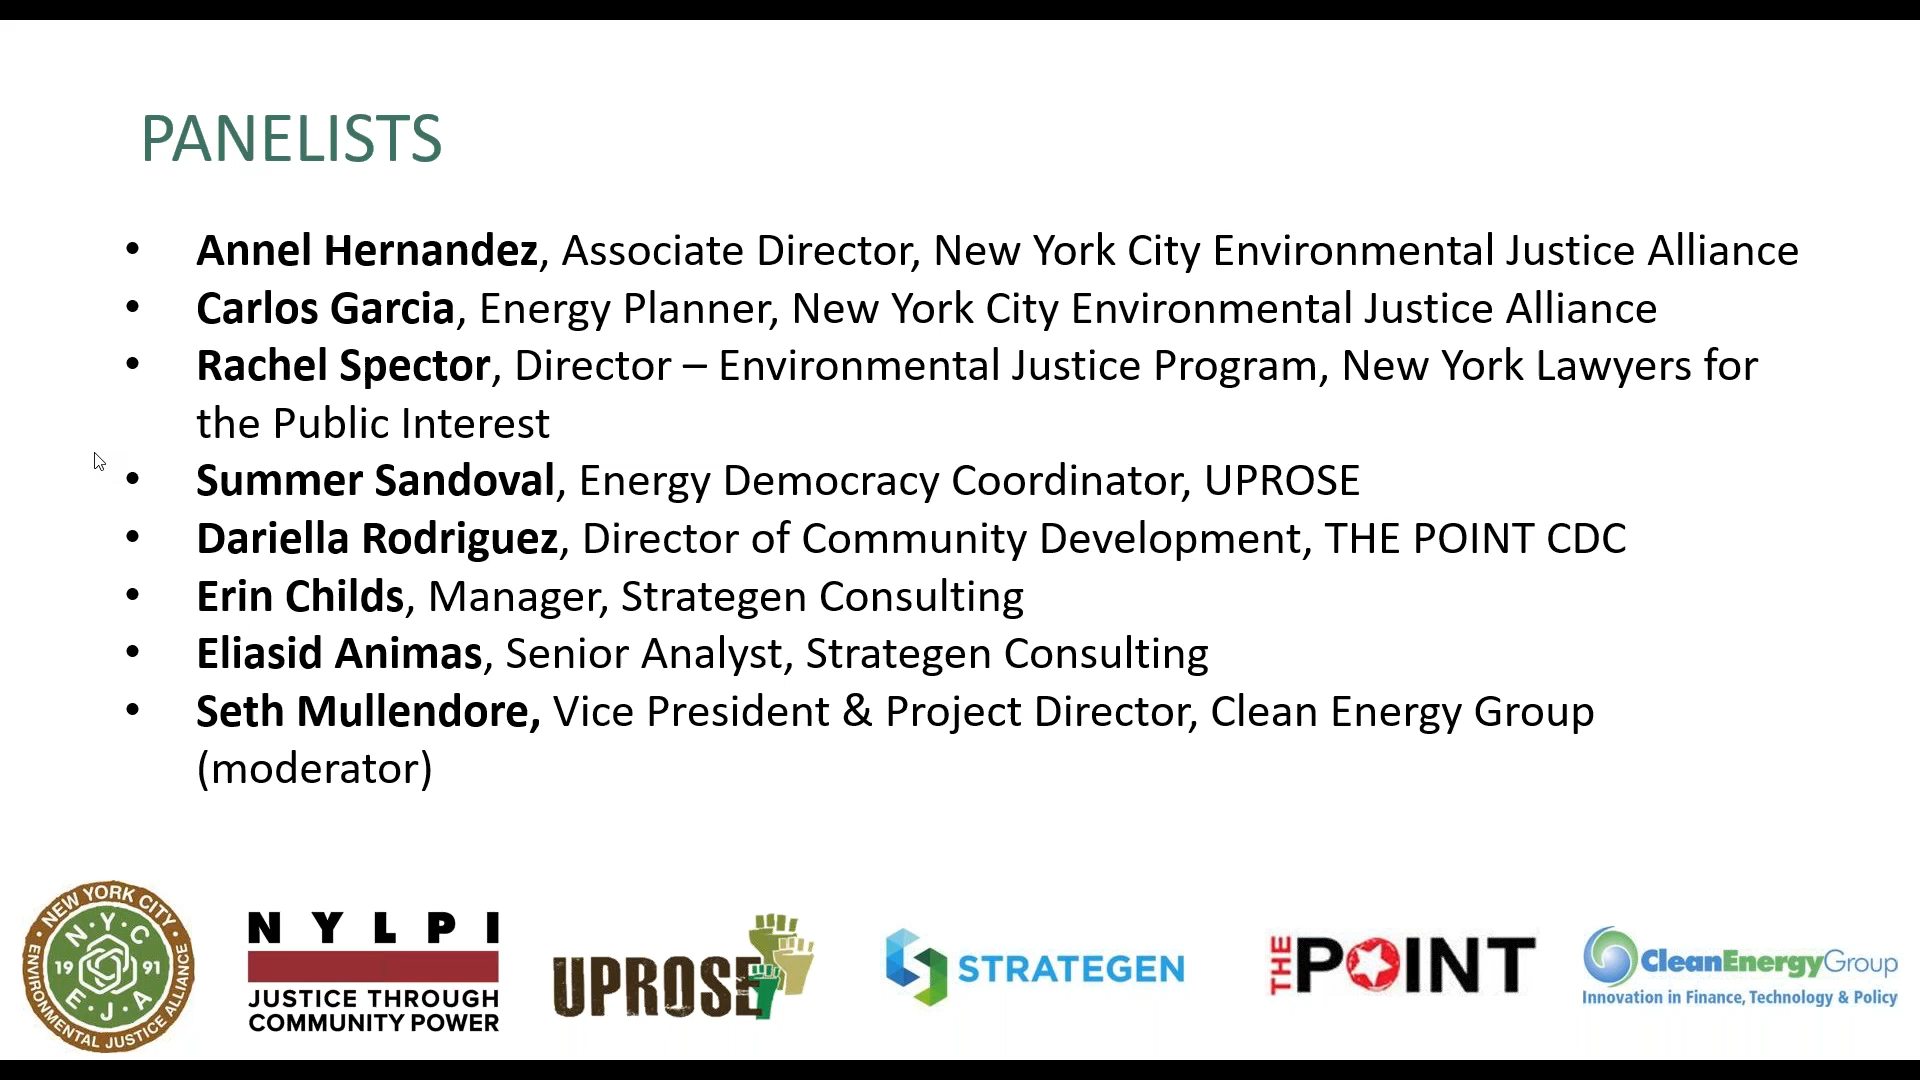 PANELISTS
• Annel Hernandez, Associate Director, New York City Environmental Justice Alliance
• Carlos Garcia, Energy Planner, New York City Environmental Justice Alliance
• Rachel Spector, Director – Environmental Justice Program, New York Lawyers for
the Public Interest
• Summer Sandoval, Energy Democracy Coordinator, UPROSE
• Dariella Rodriguez, Director of Community Development, THE POINT CDC
• Erin Childs, Manager, Strategen Consulting
• Eliasid Animas, Senior Analyst, Strategen Consulting
• Seth Mullendore, Vice President & Project Director, Clean Energy Group
(moderator)
NEW YORK CITY
ENVIRONMENTAL JUSTICE ALLIANCE
N·Y·C
19 91
E·J·A
NYLPI
JUSTICE THROUGH
COMMUNITY POWER
UPROSE
STRATEGEN
THE POINT
CleanEnergyGroup
Innovation in Finance, Technology & Policy